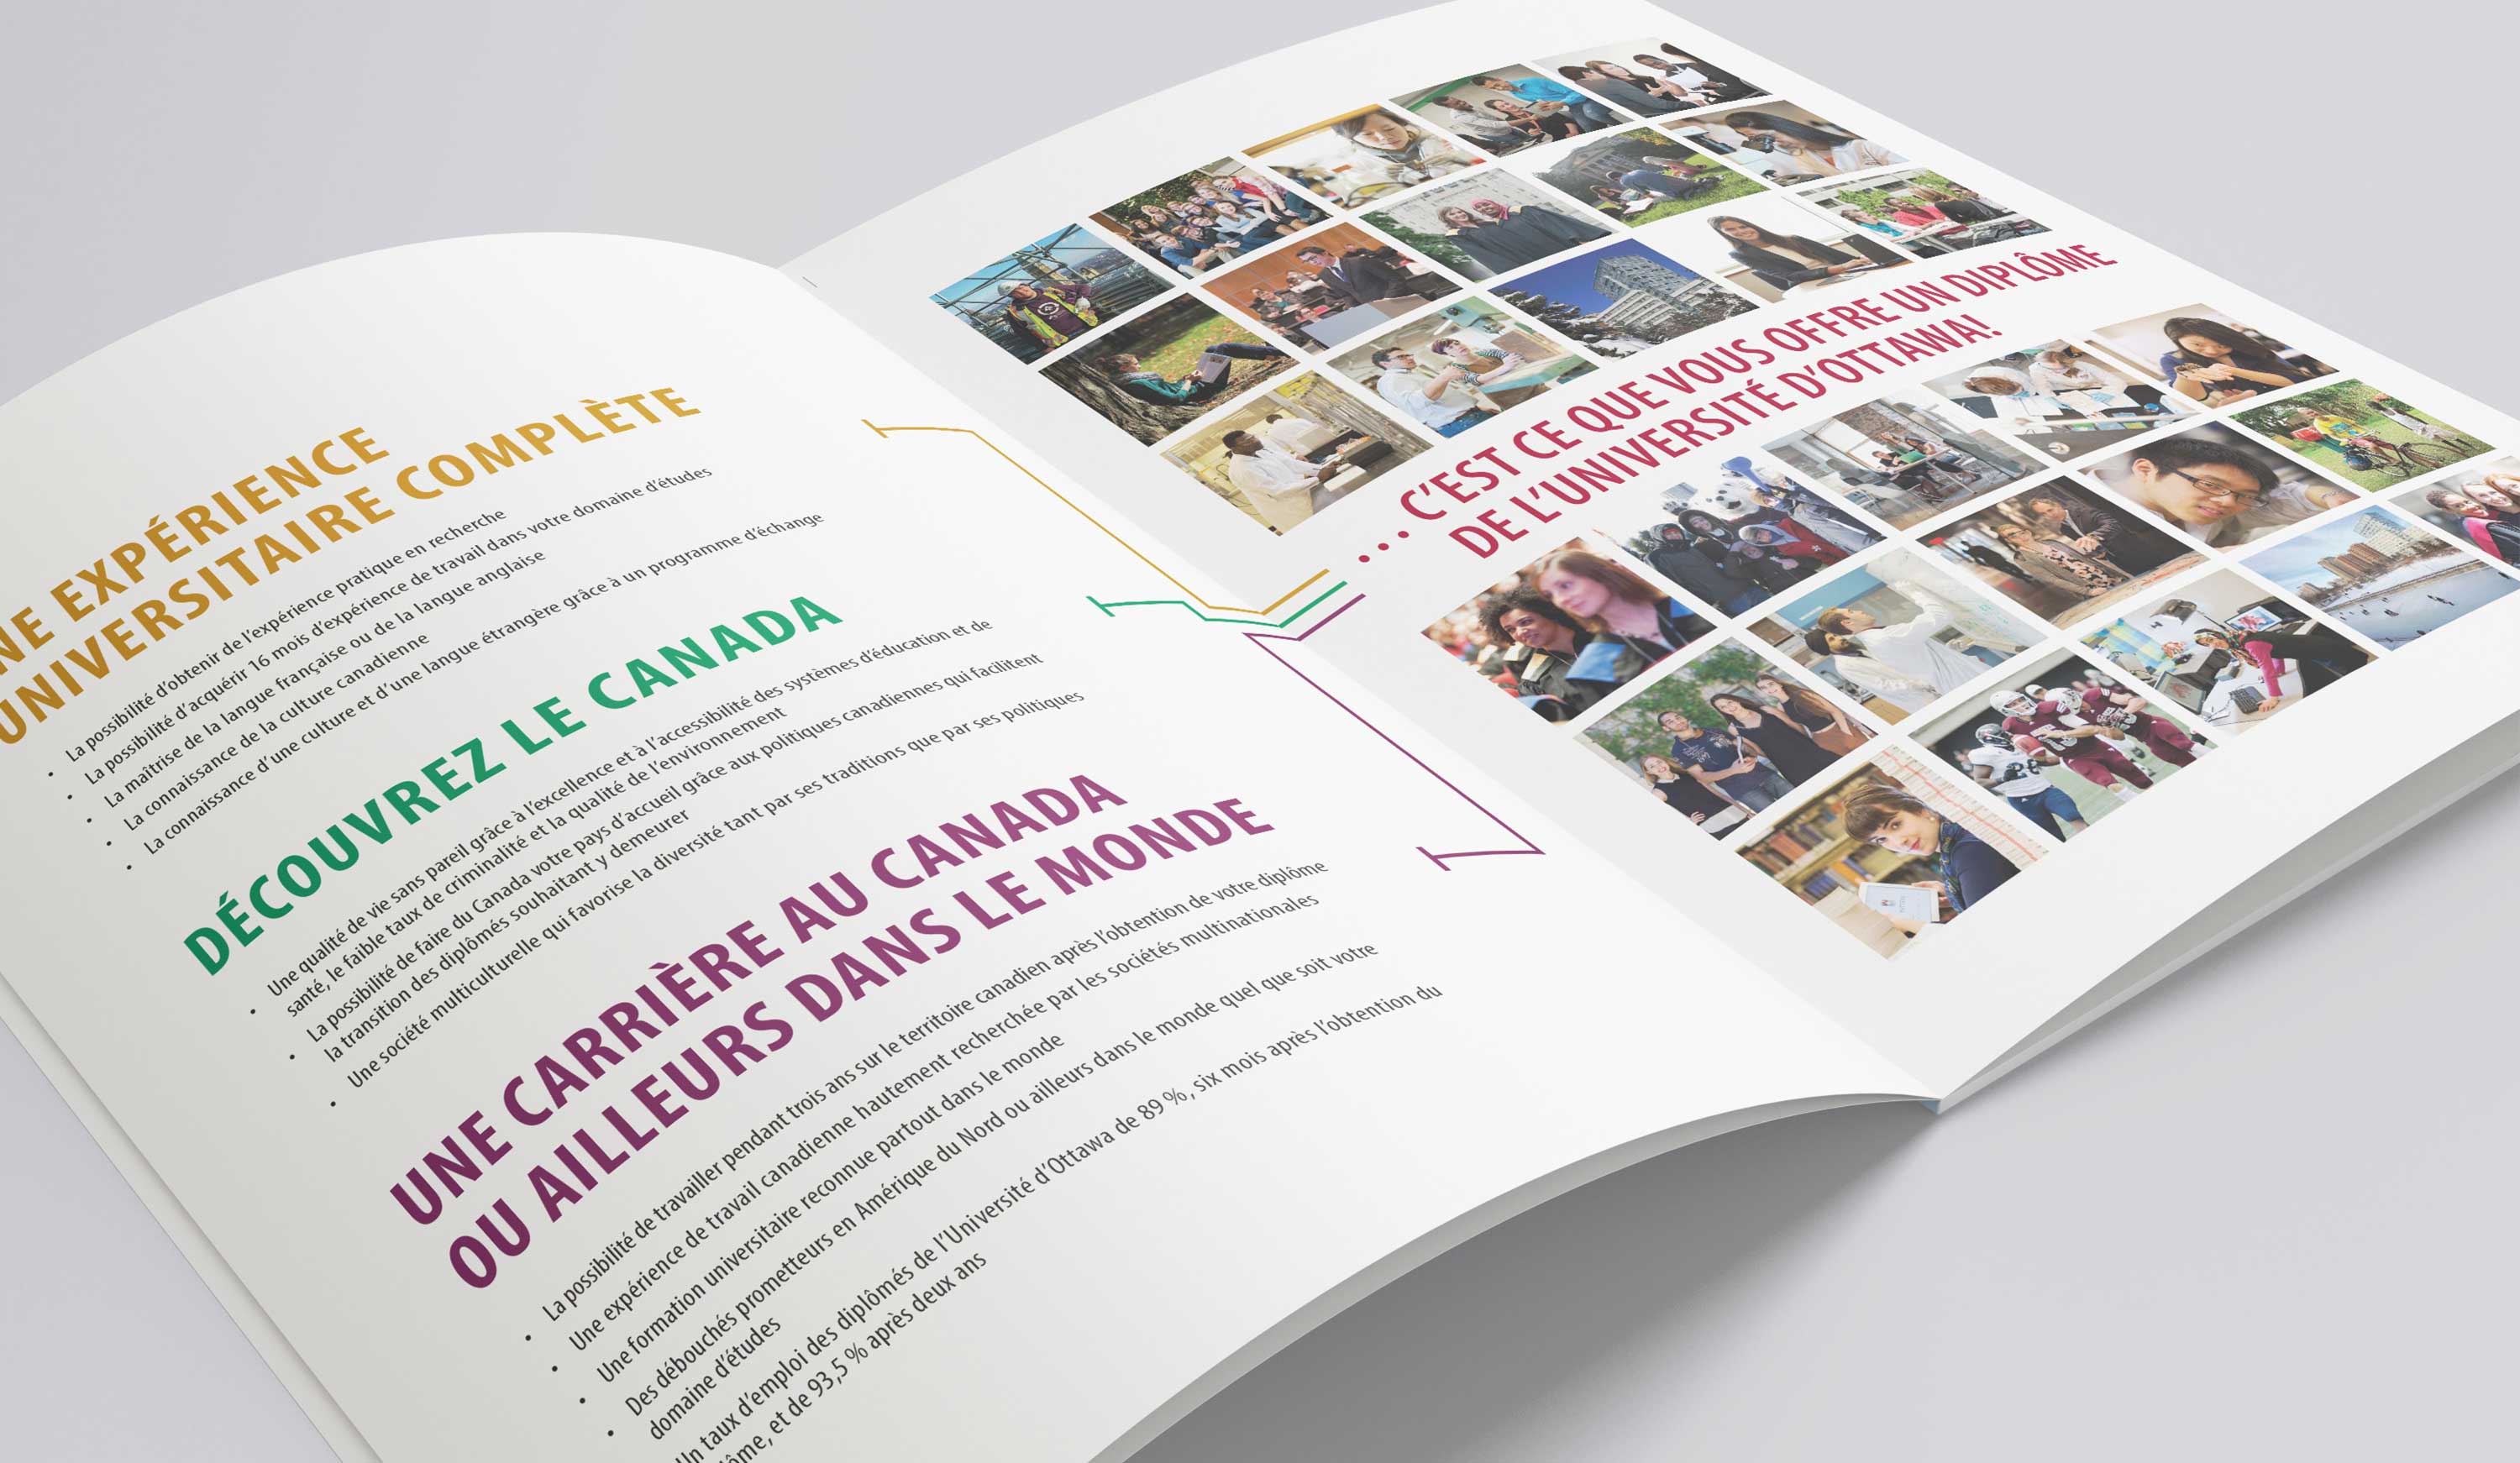 NE EXPÉRIENCE
UNIVERSITAIRE COMPLÈTE
• La possibilité d'obtenir de l'expérience pratique en recherche
• La possibilité d'acquérir 16 mois d'expérience de travail dans votre domaine d'études
• La maîtrise de la langue française ou de la langue anglaise
• La connaissance de la culture canadienne
• La connaissance d'une culture et d'une langue étrangère grâce à un programme d'échange
DÉCOUVREZ LE CANADA
• Une qualité de vie sans pareil grâce à l'excellence et à l'accessibilité des systèmes d'éducation et de
santé, le faible taux de criminalité et la qualité de l'environnement
• La possibilité de faire du Canada votre pays d'accueil grâce aux politiques canadiennes qui facilitent
la transition des diplômés souhaitant y demeurer
• Une société multiculturelle qui favorise la diversité tant par ses traditions que par ses politiques
UNE CARRIÈRE AU CANADA
OU AILLEURS DANS LE MONDE
• La possibilité de travailler pendant trois ans sur le territoire canadien après l'obtention de votre diplôme
• Une expérience de travail canadienne hautement recherchée par les sociétés multinationales
• Une formation universitaire reconnue partout dans le monde
• Des débouchés prometteurs en Amérique du Nord ou ailleurs dans le monde quel que soit votre
domaine d'études
Un taux d'emploi des diplômés de l'Université d'Ottawa de 89 %, six mois après l'obtention du
ôme, et de 93,5 % après deux ans
... C'EST CE QUE VOUS OFFRE UN DIPLÔME
DE L'UNIVERSITÉ D'OTTAWA!